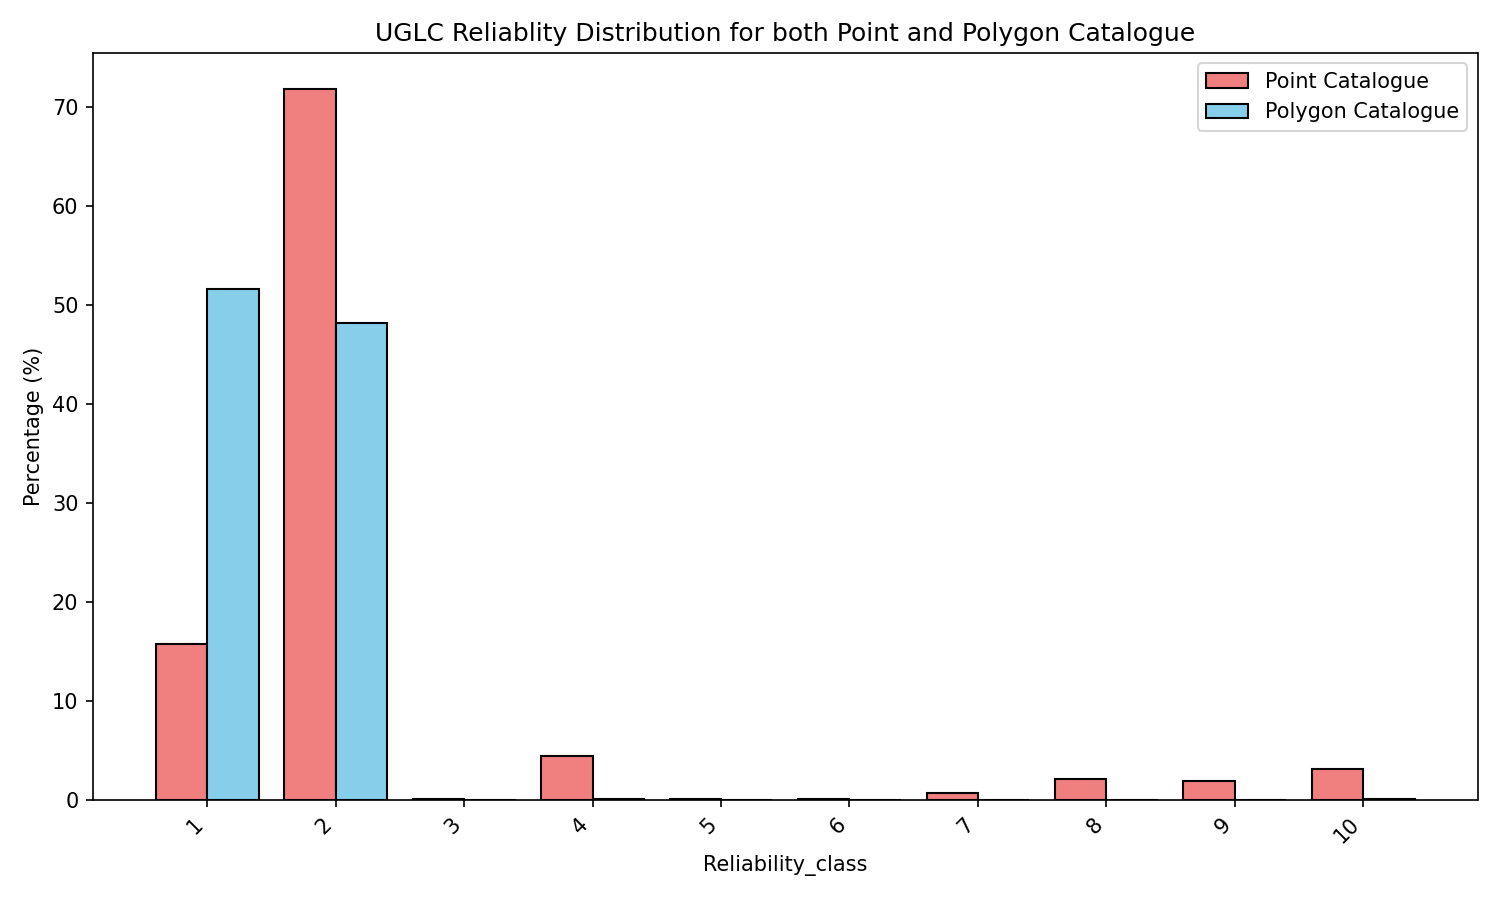 UGLC Reliablity Distribution for both Point and Polygon Catalogue
Point Catalogue
Polygon Catalogue
Percentage (%)
70
60
50
40
30
20
10
0
1 2 3 4 5 6 7 8 9 10
Reliability_class